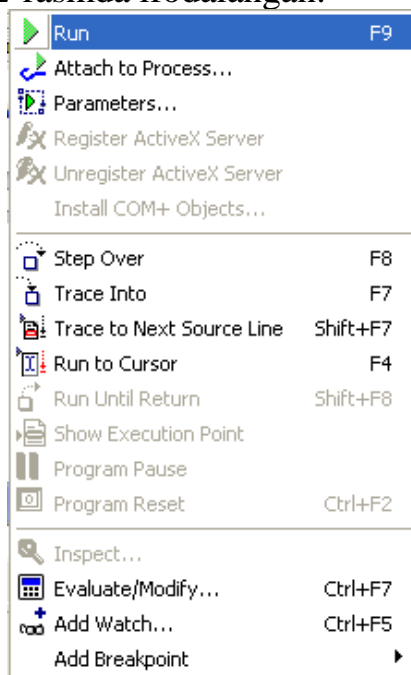 Run F9
Attach to Process...
Parameters...
Register ActiveX Server
Unregister ActiveX Server
Install COM+ Objects...
Step Over F8
Trace Into F7
Trace to Next Source Line Shift+F7
Run to Cursor F4
Run Until Return Shift+F8
Show Execution Point
Program Pause
Program Reset Ctrl+F2
Inspect...
Evaluate/Modify... Ctrl+F7
Add Watch... Ctrl+F5
Add Breakpoint